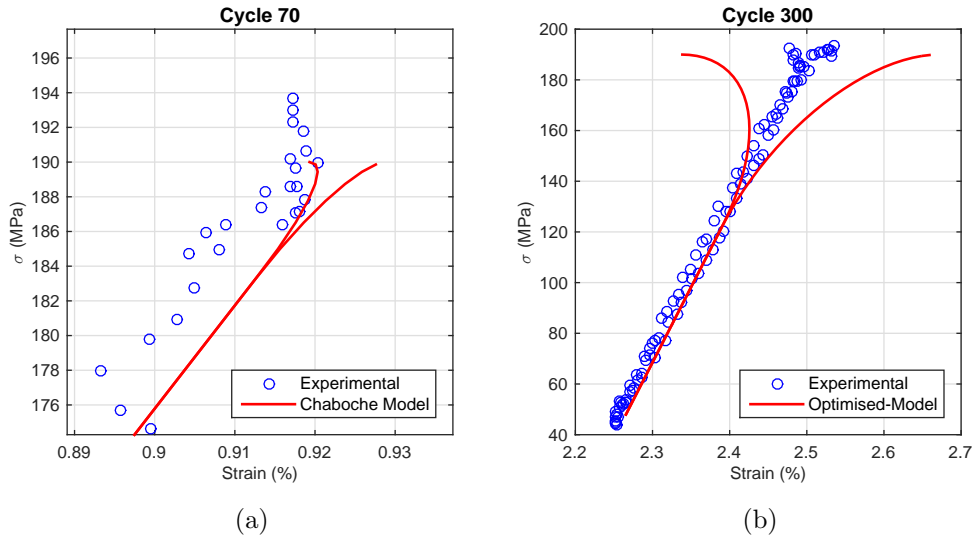 Cycle 70
196
194
192
190
188
186
184
182
180
178
176
σ (MPa)
Experimental
Chaboche Model
0.89 0.9 0.91 0.92 0.93
Strain (%)
(a)
Cycle 300
200
180
160
140
120
100
80
60
40
σ (MPa)
Experimental
Optimised-Model
2.2 2.3 2.4 2.5 2.6 2.7
Strain (%)
(b)